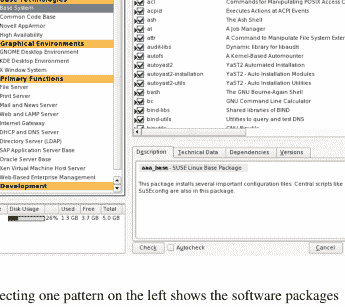 Base Technologies
Base System
Common Code Base
Novell AppArmor
High Availability
Graphical Environments
GNOME Desktop Environment
KDE Desktop Environment
X Window System
Primary Functions
File Server
Print Server
Mail and News Server
Web and LAMP Server
Internet Gateway
DHCP and DNS Server
Directory Server (LDAP)
SAP Application Server Base
Oracle Server Base
Xen Virtual Machine Host Server
Web-Based Enterprise Management
Development
Disk Usage Used Free Total
26% 1.3 GB 3.7 GB 5.0 GB
acl Commands for Manipulating POSIX Access
acpid Executes Actions at ACPI Events
ash The Ash Shell
at A Job Manager
attr A Command to Manipulate File System Exten
audit-libs Dynamic library for libaudit
autofs A Kernel-Based Automounter
autoyast2 YaST2 Automated Installation
autoyast2-installation YaST2 - Auto Installation Modules
autoyast2-utils YaST2 - Auto Installation Utilities
bash The GNU Bourne-Again Shell
bc GNU Command Line Calculator
bind-libs Shared libraries of BIND
bind-utils Utilities to query and test DNS
Description Technical Data Dependencies Versions
aaa_base - SUSE Linux Base Package
This package installs several important configuration files. Central scripts like
SuSEconfig are also in this package.
Check Autocheck Cancel
ecting one pattern on the left shows the software packages